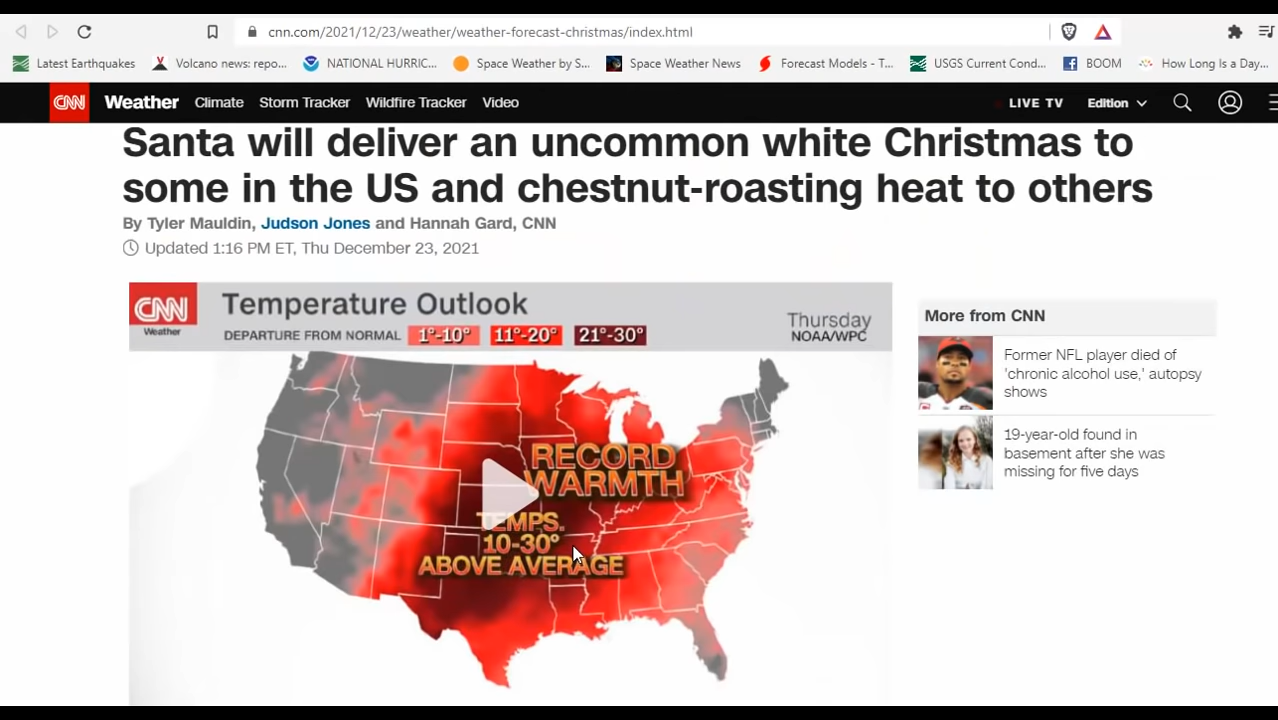 cnn.com/2021/12/23/weather/weather-forecast-christmas/index.html
Latest Earthquakes Volcano news: repo... NATIONAL HURRIC... Space Weather by S... Space Weather News Forecast Models - T... USGS Current Cond... BOOM How Long Is a Day...
CNN Weather Climate Storm Tracker Wildfire Tracker Video LIVE TV Edition
Santa will deliver an uncommon white Christmas to
some in the US and chestnut-roasting heat to others
By Tyler Mauldin, Judson Jones and Hannah Gard, CNN
Updated 1:16 PM ET, Thu December 23, 2021
CNN
Weather
Temperature Outlook
DEPARTURE FROM NORMAL 1°-10° 11°-20° 21°-30°
Thursday
NOAA/WPC
RECORD
WARMTH
TEMPS.
10-30°
ABOVE AVERAGE
More from CNN
Former NFL player died of
'chronic alcohol use,' autopsy
shows
19-year-old found in
basement after she was
missing for five days